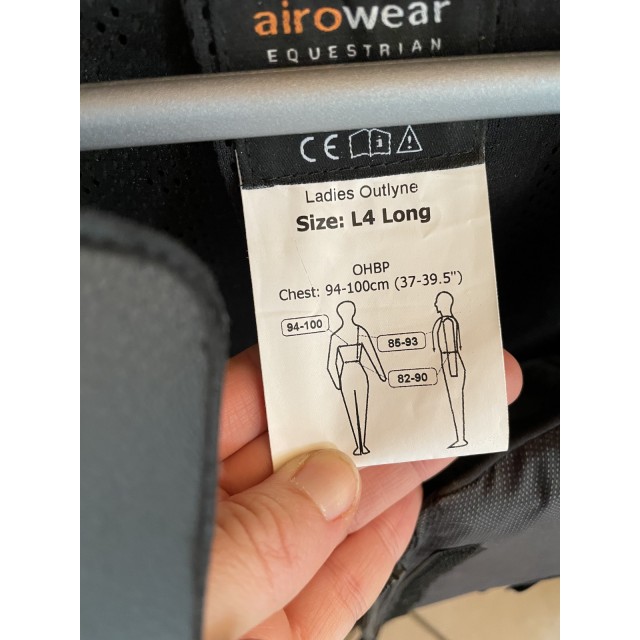 airowear
EQUESTRIAN
CE
Ladies Outlyne
Size: L4 Long
OHBP
Chest: 94-100cm (37-39.5")
94-100
85-93
82-90